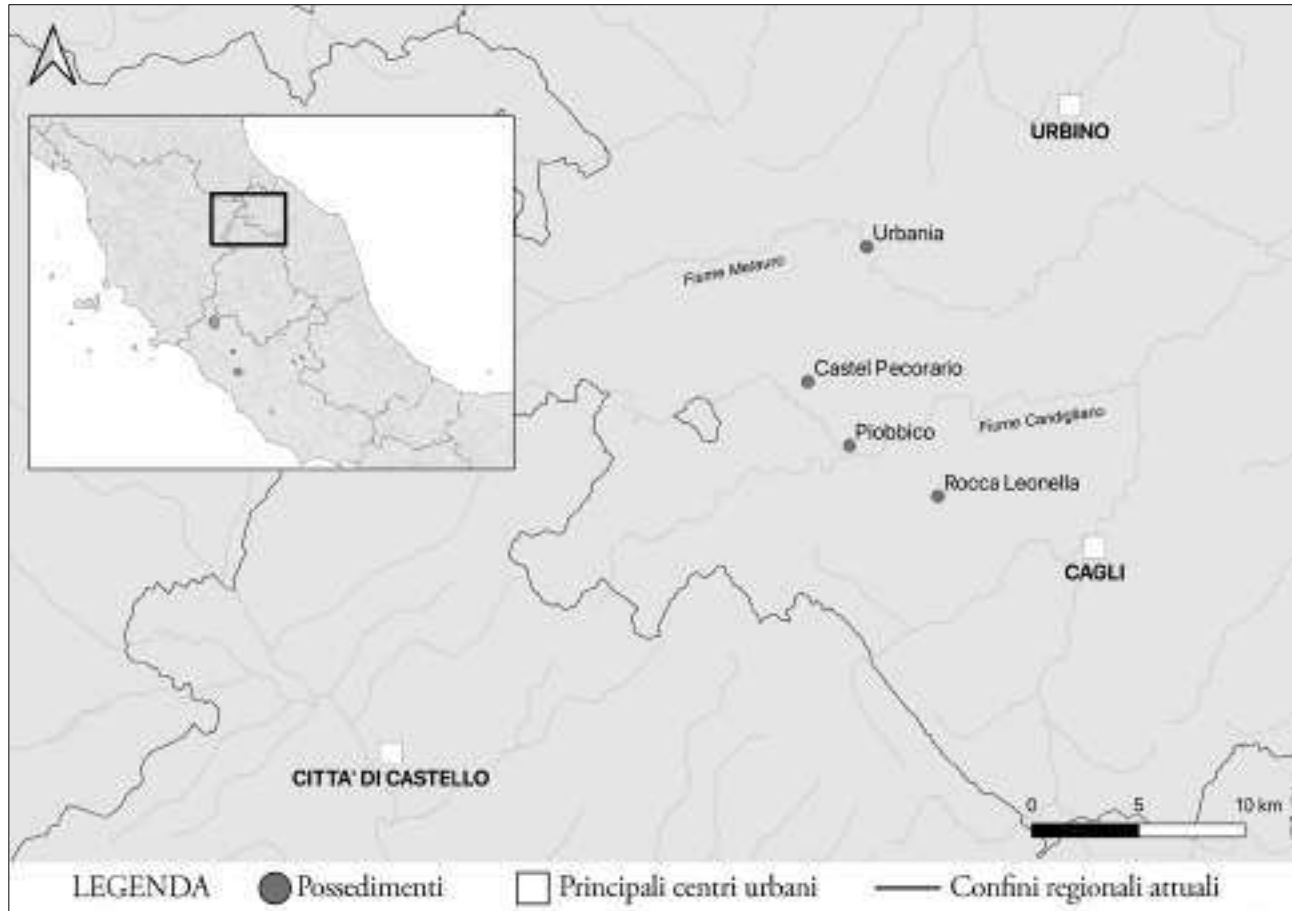 URBINO
Urbania
Fiume Metauro
Castel Pecorario
Fiume Candigliano
Piobbico
Rocca Leonella
CAGLI
CITTA' DI CASTELLO
0 5 10 km
LEGENDA Possedimenti Principali centri urbani Confini regionali attuali